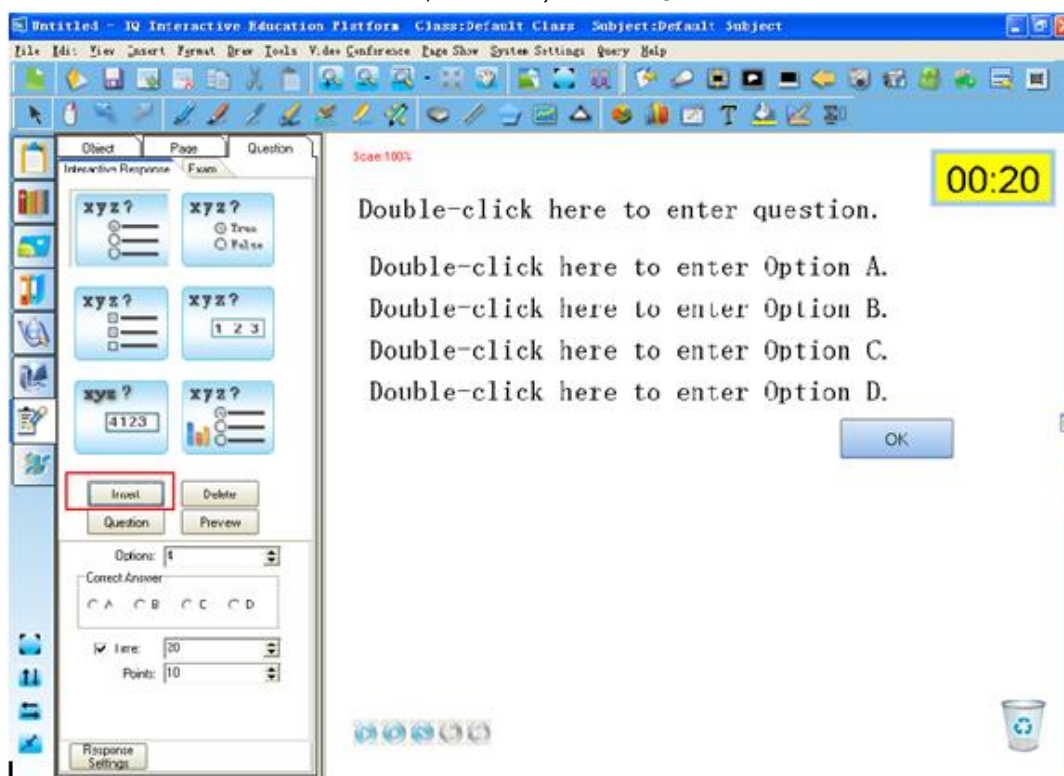 Untitled - IQ Interactive Education Platform Class:Default Class Subject:Default Subject
File Edit View Insert Format Draw Tools Video Conference Page Show System Settings Query Help
Object Page Question
Interactive Response Exam
Scae:100%
00:20
xyz? xyz?
True
False
Double-click here to enter question.
Double-click here to enter Option A.
xyz? xyz?
1 2 3
Double-click here to enter Option B.
Double-click here to enter Option C.
xyz? xyz?
4123
Double-click here to enter Option D.
OK
Insert Delete
Question Preview
Options: 4
Correct Answer
A B C D
20
Points: 10
Response
Settings